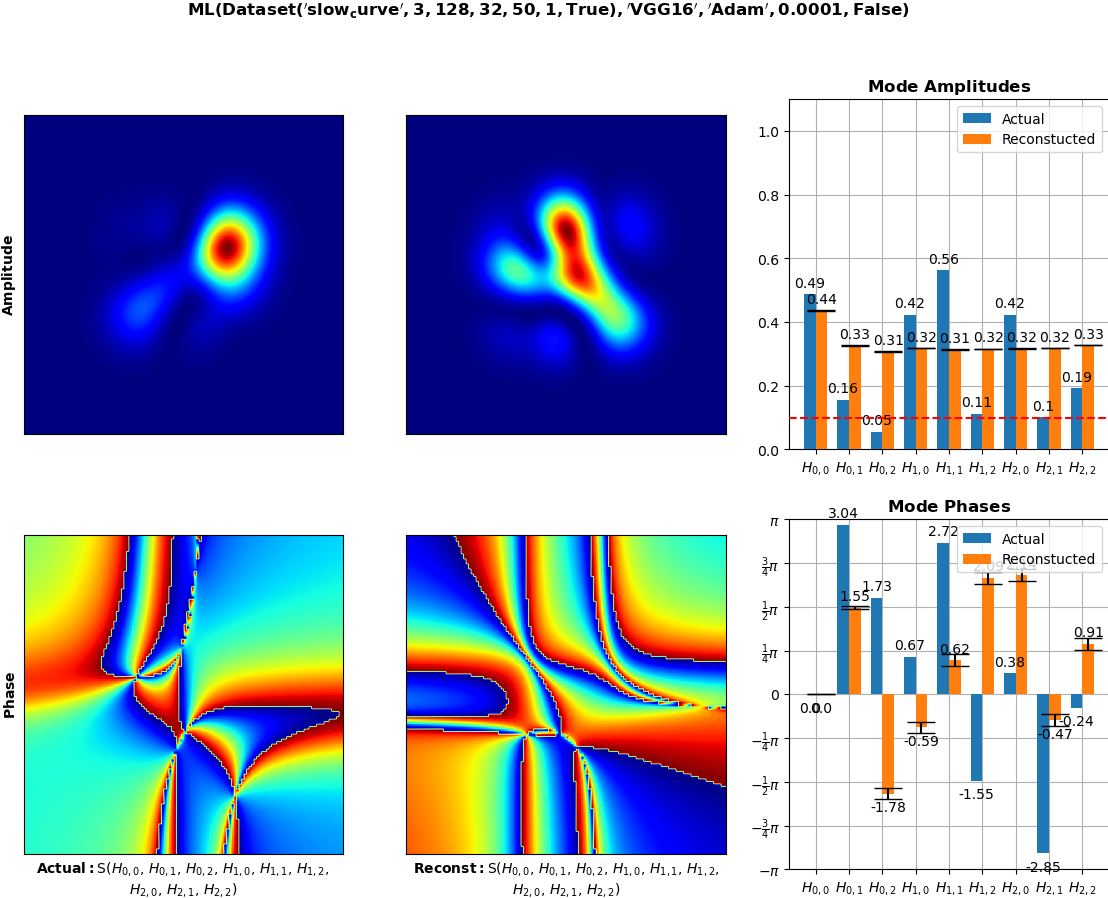 ML(Dataset('slow_curve', 3, 128, 32, 50, 1, True), 'VGG16', 'Adam', 0.0001, False)
Amplitude
Mode Amplitudes
Actual
Reconstucted
1.0
0.8
0.6
0.4
0.2
0.0
0.49
0.44
0.16
0.33
0.05
0.31
0.42
0.32
0.56
0.31
0.11
0.32
0.42
0.32
0.1
0.32
0.19
0.33
H0,0 H0,1 H0,2 H1,0 H1,1 H1,2 H2,0 H2,1 H2,2
Phase
Mode Phases
Actual
Reconstucted
π
3/4π
1/2π
1/4π
0
−1/4π
−1/2π
−3/4π
−π
0.0
0.0
3.04
1.55
1.73
-1.78
0.67
-0.59
2.72
0.62
-1.55
2.09
0.38
-2.85
-0.47
-0.24
0.91
H0,0 H0,1 H0,2 H1,0 H1,1 H1,2 H2,0 H2,1 H2,2
Actual: S(H0,0, H0,1, H0,2, H1,0, H1,1, H1,2,
H2,0, H2,1, H2,2)
Reconst: S(H0,0, H0,1, H0,2, H1,0, H1,1, H1,2,
H2,0, H2,1, H2,2)